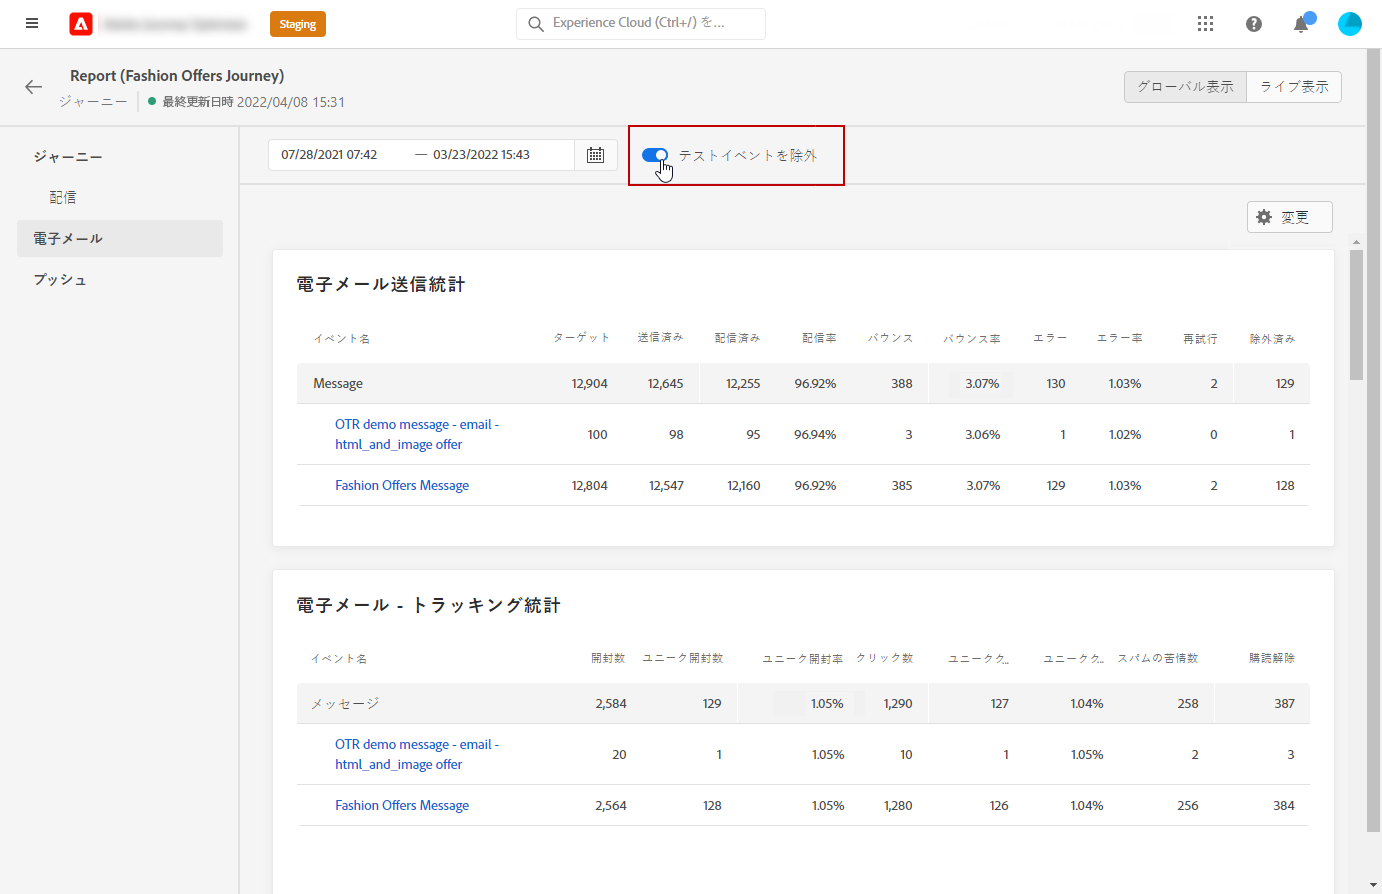 Staging
Experience Cloud (Ctrl+/) を...
Report (Fashion Offers Journey)
ジャーニー
最終更新日時 2022/04/08 15:31
グローバル表示
ライブ表示
ジャーニー
配信
電子メール
プッシュ
07/28/2021 07:42 — 03/23/2022 15:43
テストイベントを除外
変更
電子メール送信統計
イベント名 ターゲット 送信済み 配信済み 配信率 バウンス バウンス率 エラー エラー率 再試行 除外済み
Message 12,904 12,645 12,255 96.92% 388 3.07% 130 1.03% 2 129
OTR demo message - email -
html_and_image offer 100 98 95 96.94% 3 3.06% 1 1.02% 0 1
Fashion Offers Message 12,804 12,547 12,160 96.92% 385 3.07% 129 1.03% 2 128
電子メール - トラッキング統計
イベント名 開封数 ユニーク開封数 ユニーク開封率 クリック数 ユニークク... ユニークク... スパムの苦情数 購読解除
メッセージ 2,584 129 1.05% 1,290 127 1.04% 258 387
OTR demo message - email -
html_and_image offer 20 1 1.05% 10 1 1.05% 2 3
Fashion Offers Message 2,564 128 1.05% 1,280 126 1.04% 256 384